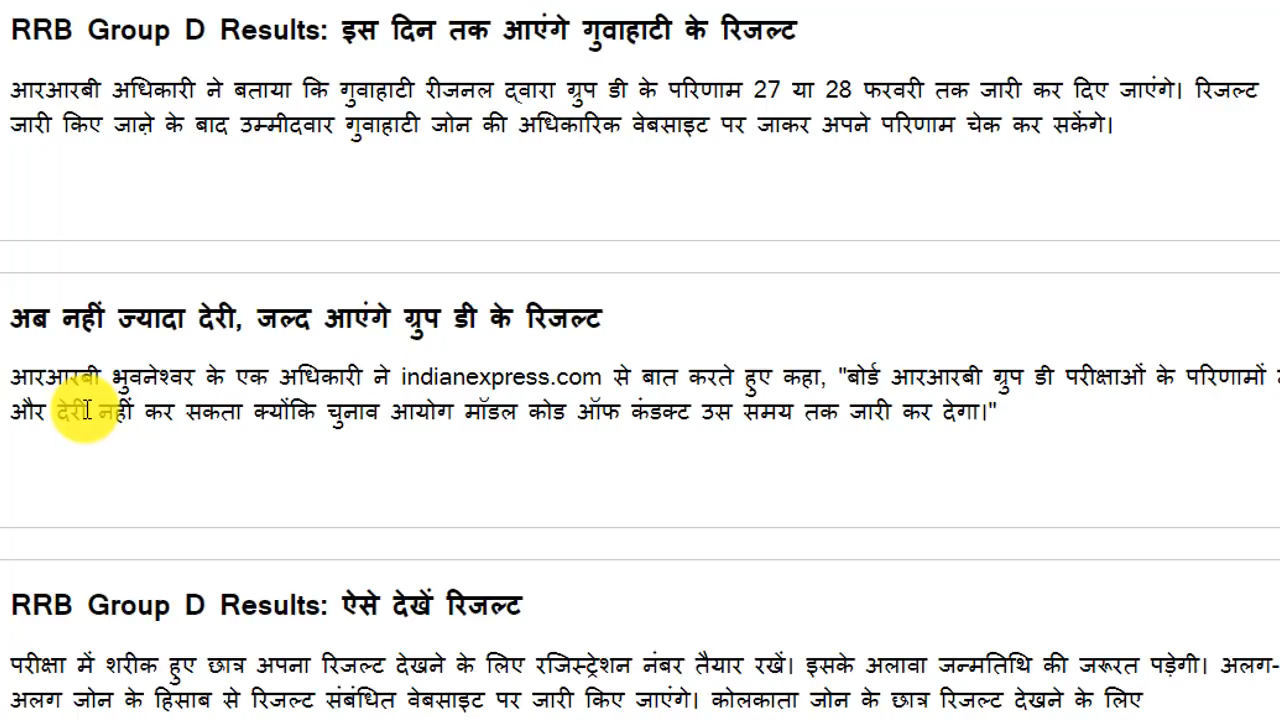 RRB Group D Results: इस दिन तक आएंगे गुवाहाटी के रिजल्ट
आरआरबी अधिकारी ने बताया कि गुवाहाटी रीजनल द्वारा ग्रुप डी के परिणाम 27 या 28 फरवरी तक जारी कर दिए जाएंगे। रिजल्ट
जारी किए जाने़ के बाद उम्मीदवार गुवाहाटी जोन की अधिकारिक वेबसाइट पर जाकर अपने परिणाम चेक कर सकेंगे।
अब नहीं ज्यादा देरी, जल्द आएंगे ग्रुप डी के रिजल्ट
आरआरबी भुवनेश्वर के एक अधिकारी ने indianexpress.com से बात करते हुए कहा, "बोर्ड आरआरबी ग्रुप डी परीक्षाओं के परिणामों
और देरी नहीं कर सकता क्योंकि चुनाव आयोग मॉडल कोड ऑफ कंडक्ट उस समय तक जारी कर देगा।"
RRB Group D Results: ऐसे देखें रिजल्ट
परीक्षा में शरीक हुए छात्र अपना रिजल्ट देखने के लिए रजिस्ट्रेशन नंबर तैयार रखें। इसके अलावा जन्मतिथि की जरूरत पड़ेगी। अलग-
अलग जोन के हिसाब से रिजल्ट संबंधित वेबसाइट पर जारी किए जाएंगे। कोलकाता जोन के छात्र रिजल्ट देखने के लिए